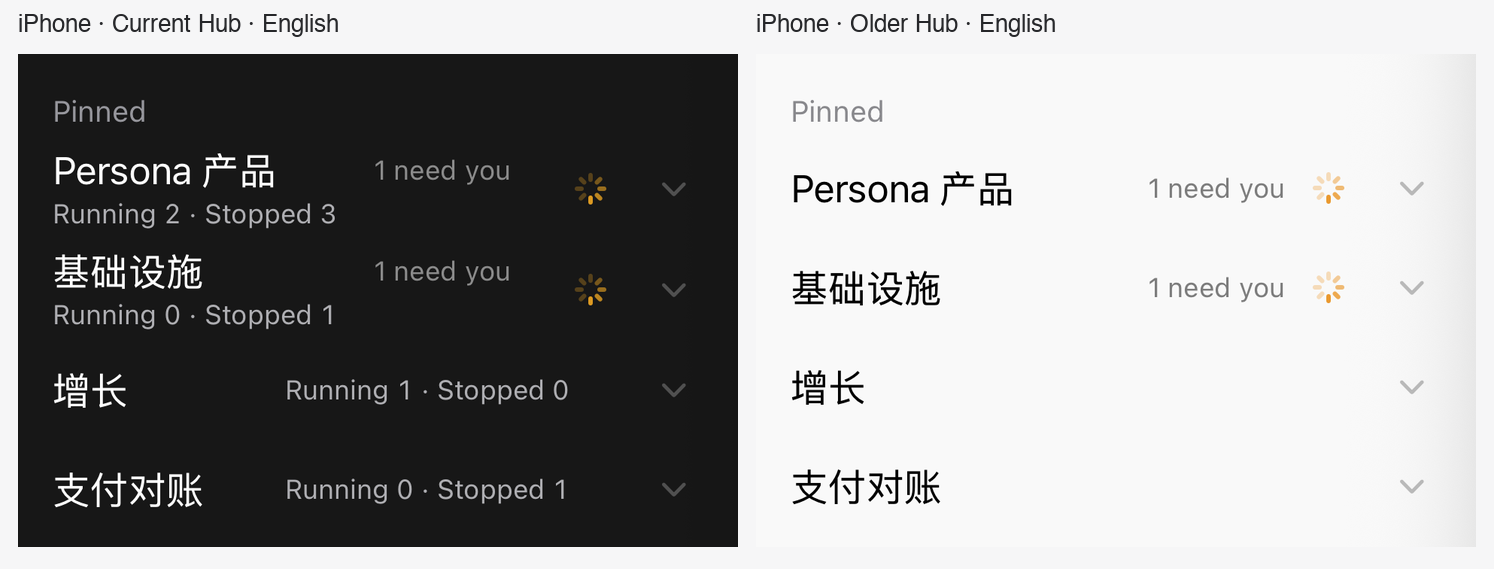 iPhone · Current Hub · English
Pinned
Persona 产品 1 need you
Running 2 · Stopped 3
基础设施 1 need you
Running 0 · Stopped 1
增长 Running 1 · Stopped 0
支付对账 Running 0 · Stopped 1
iPhone · Older Hub · English
Pinned
Persona 产品 1 need you
基础设施 1 need you
增长
支付对账